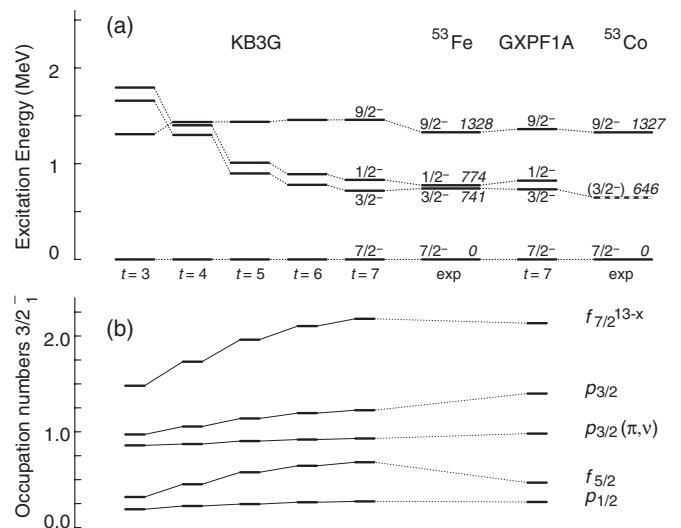 (a) KB3G ⁵³Fe GXPF1A ⁵³Co
Excitation Energy (MeV)
2
1
0
9/2⁻ 9/2⁻ 1328 9/2⁻ 9/2⁻ 1327
1/2⁻ 1/2⁻ 774 1/2⁻
3/2⁻ 3/2⁻ 741 3/2⁻ (3/2⁻) 646
7/2⁻ 7/2⁻ 0 7/2⁻ 7/2⁻ 0
t = 3 t = 4 t = 5 t = 6 t = 7 exp t = 7 exp
(b)
Occupation numbers 3/2₁⁻
2.0
1.0
0.0
f₇/₂¹³⁻ˣ
p₃/₂
p₃/₂ (π,ν)
f₅/₂
p₁/₂